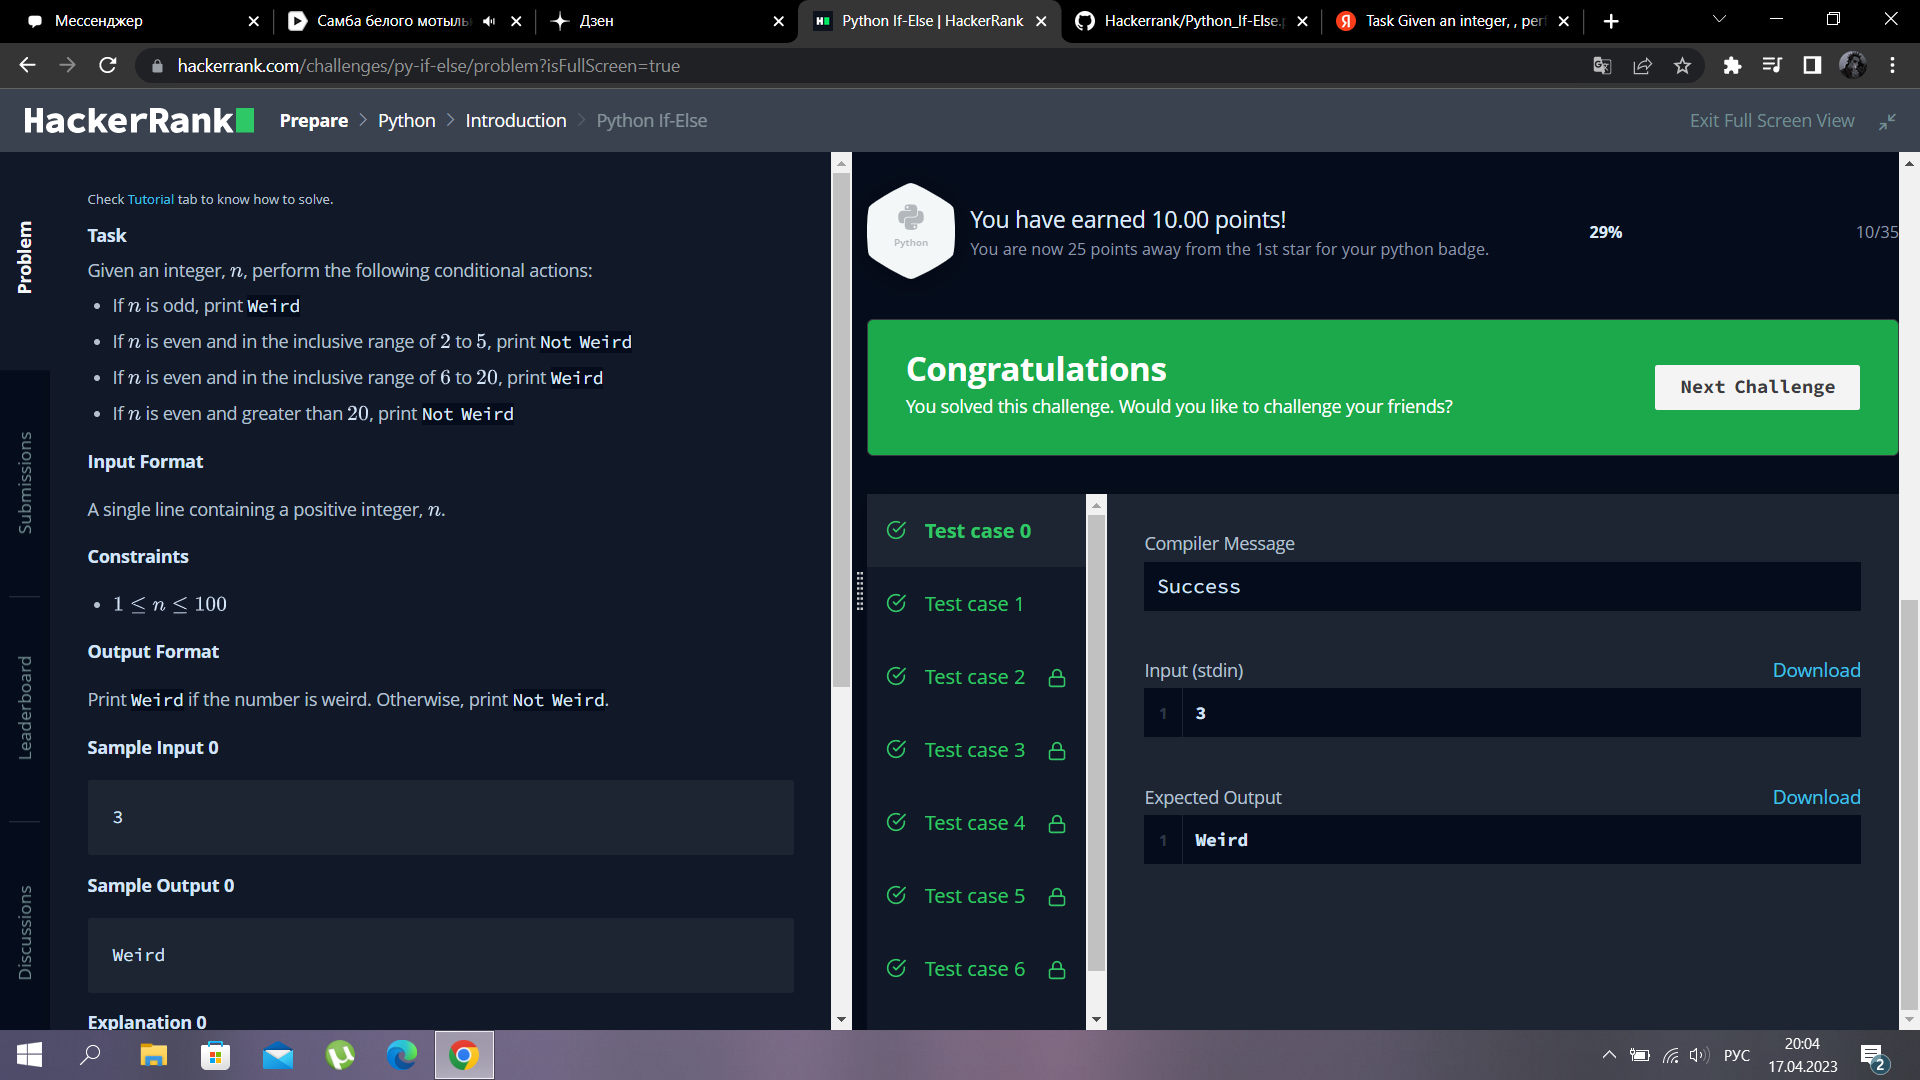 Мессенджер
Самба белого мотыль
Дзен
Python If-Else | HackerRank
Hackerrank/Python_If-Else.p
Task Given an integer, , perf
hackerrank.com/challenges/py-if-else/problem?isFullScreen=true
HackerRank
Prepare > Python > Introduction > Python If-Else
Exit Full Screen View
Problem
Submissions
Leaderboard
Discussions
Check Tutorial tab to know how to solve.
Task
Given an integer, n, perform the following conditional actions:
• If n is odd, print Weird
• If n is even and in the inclusive range of 2 to 5, print Not Weird
• If n is even and in the inclusive range of 6 to 20, print Weird
• If n is even and greater than 20, print Not Weird
Input Format
A single line containing a positive integer, n.
Constraints
• 1 ≤ n ≤ 100
Output Format
Print Weird if the number is weird. Otherwise, print Not Weird.
Sample Input 0
3
Sample Output 0
Weird
Explanation 0
Python
You have earned 10.00 points!
You are now 25 points away from the 1st star for your python badge.
29%
10/35
Congratulations
You solved this challenge. Would you like to challenge your friends?
Next Challenge
Test case 0
Test case 1
Test case 2
Test case 3
Test case 4
Test case 5
Test case 6
Compiler Message
Success
Input (stdin)
Download
1 3
Expected Output
Download
1 Weird
РУС
20:04
17.04.2023
2